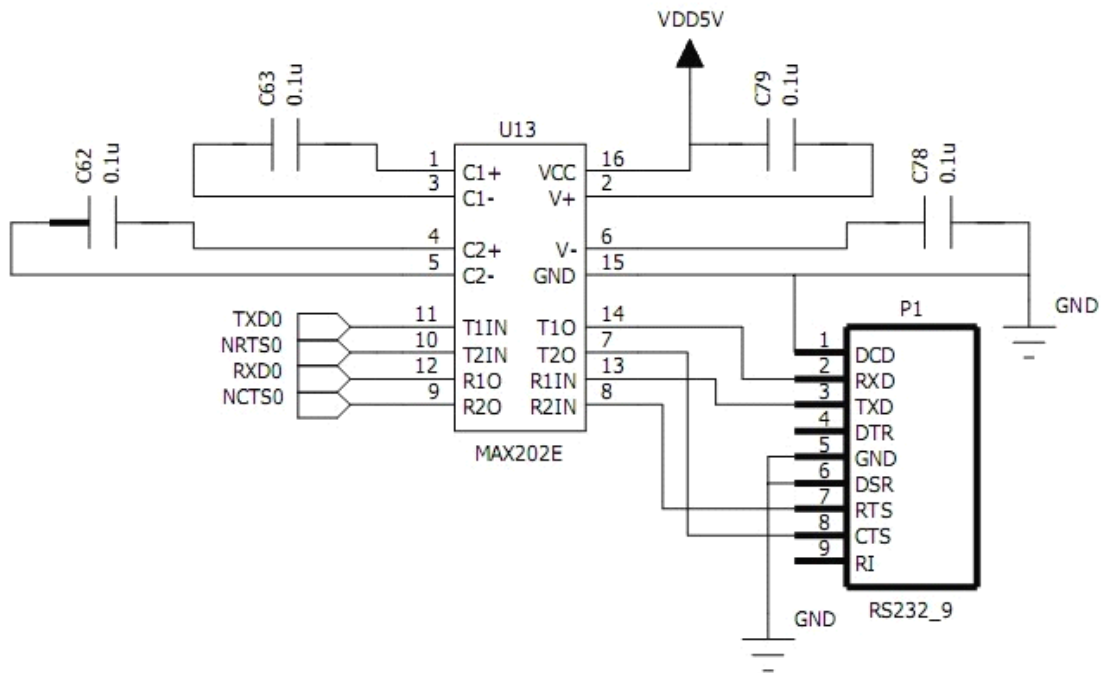 VDD5V
C63
0.1u
C79
0.1u
C62
0.1u
C78
0.1u
U13
1 C1+ VCC 16
3 C1- V+ 2
4 C2+ V- 6
5 C2- GND 15
TXD0 11 T1IN T1O 14
NRTS0 10 T2IN T2O 7
RXD0 12 R1O R1IN 13
NCTS0 9 R2O R2IN 8
MAX202E
GND
P1
1 DCD
2 RXD
3 TXD
4 DTR
5 GND
6 DSR
7 RTS
8 CTS
9 RI
RS232_9
GND